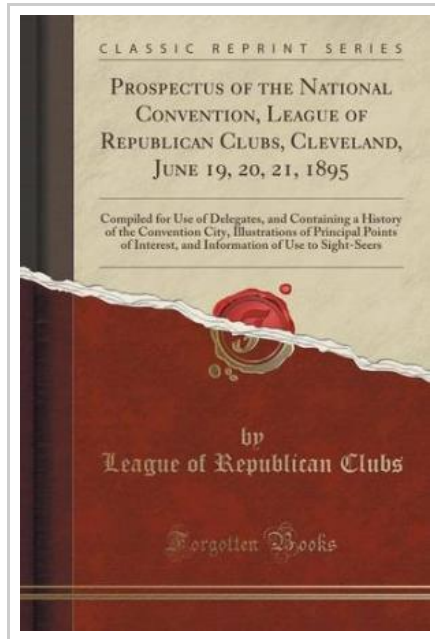 CLASSIC REPRINT SERIES
PROSPECTUS OF THE NATIONAL
CONVENTION, LEAGUE OF
REPUBLICAN CLUBS, CLEVELAND,
JUNE 19, 20, 21, 1895
Compiled for Use of Delegates, and Containing a History
of the Convention City, Illustrations of Principal Points
of Interest, and Information of Use to Sight-Seers
by
League of Republican Clubs
Forgotten Books